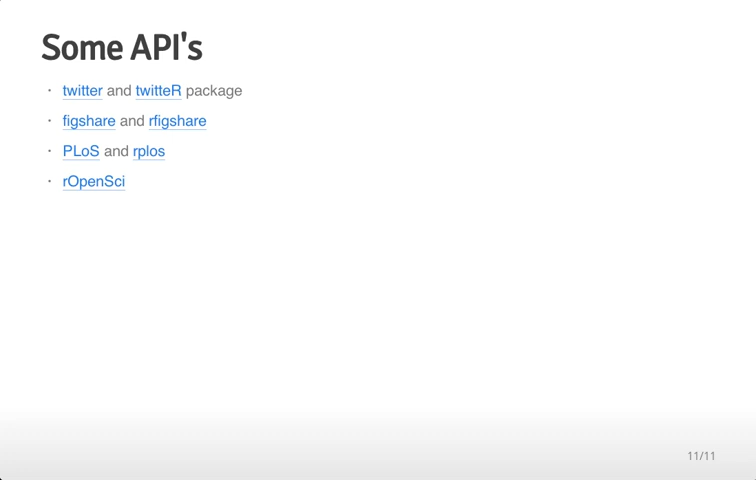 Some API's
· twitter and twitteR package
· figshare and rfigshare
· PLoS and rplos
· rOpenSci
11/11